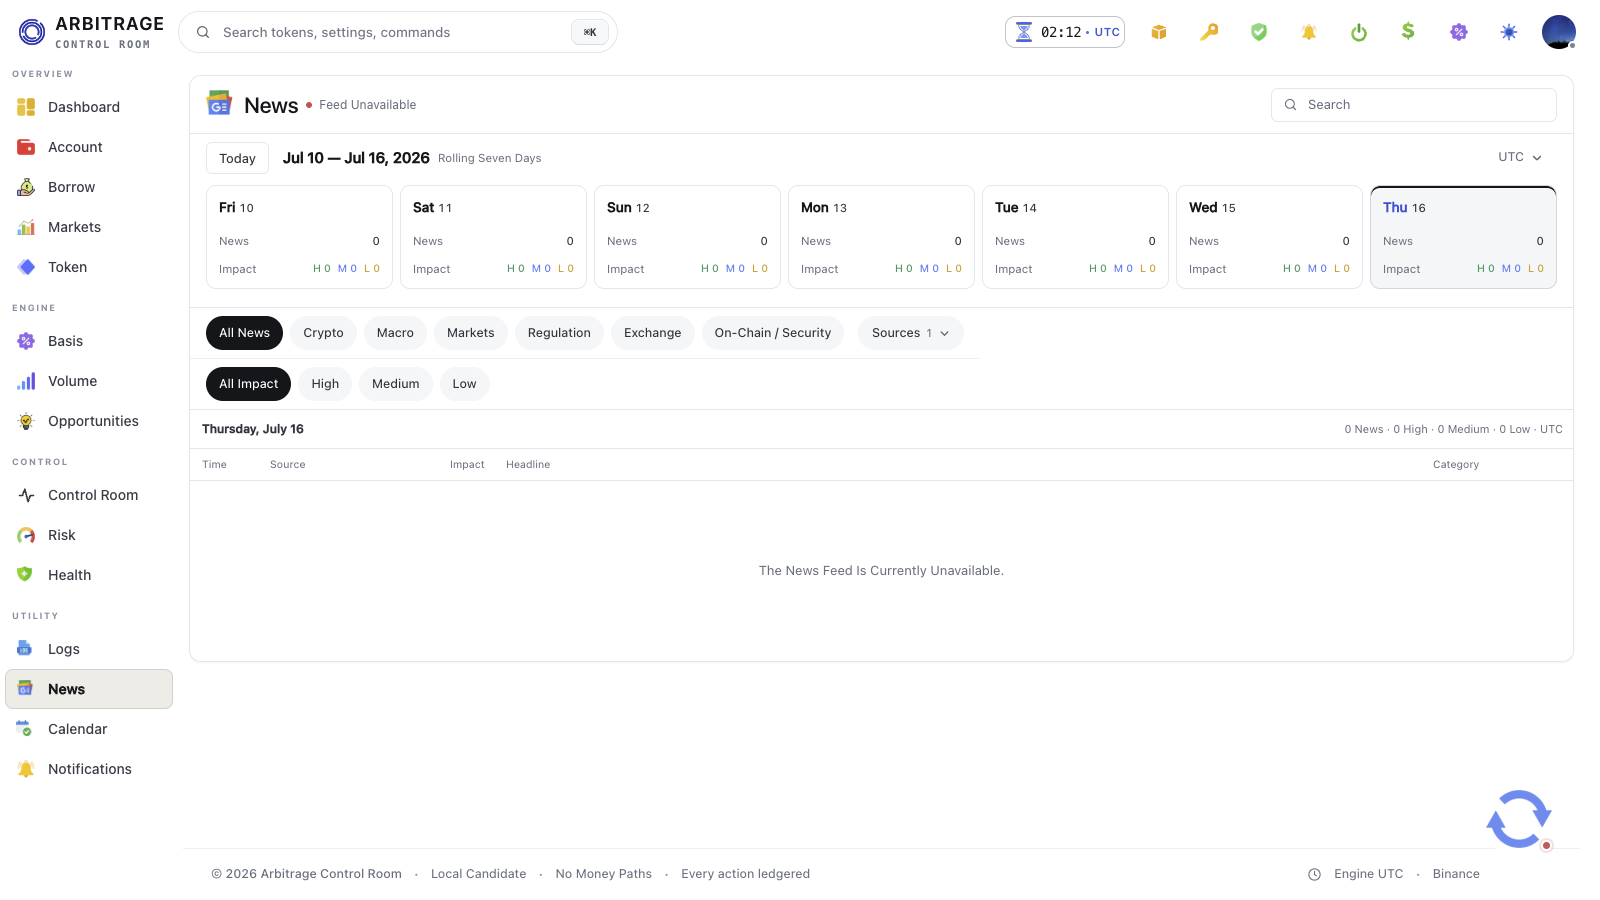 ARBITRAGE
CONTROL ROOM
Search tokens, settings, commands
⌘K
02:12 • UTC
OVERVIEW
Dashboard
Account
Borrow
Markets
Token
ENGINE
Basis
Volume
Opportunities
CONTROL
Control Room
Risk
Health
UTILITY
Logs
News
Calendar
Notifications
News
Feed Unavailable
Search
Today
Jul 10 — Jul 16, 2026 Rolling Seven Days
UTC
Fri 10
News 0
Impact H 0 M 0 L 0
Sat 11
News 0
Impact H 0 M 0 L 0
Sun 12
News 0
Impact H 0 M 0 L 0
Mon 13
News 0
Impact H 0 M 0 L 0
Tue 14
News 0
Impact H 0 M 0 L 0
Wed 15
News 0
Impact H 0 M 0 L 0
Thu 16
News 0
Impact H 0 M 0 L 0
All News Crypto Macro Markets Regulation Exchange On-Chain / Security Sources 1
All Impact High Medium Low
Thursday, July 16
0 News · 0 High · 0 Medium · 0 Low · UTC
Time Source Impact Headline Category
The News Feed Is Currently Unavailable.
© 2026 Arbitrage Control Room · Local Candidate · No Money Paths · Every action ledgered
Engine UTC · Binance